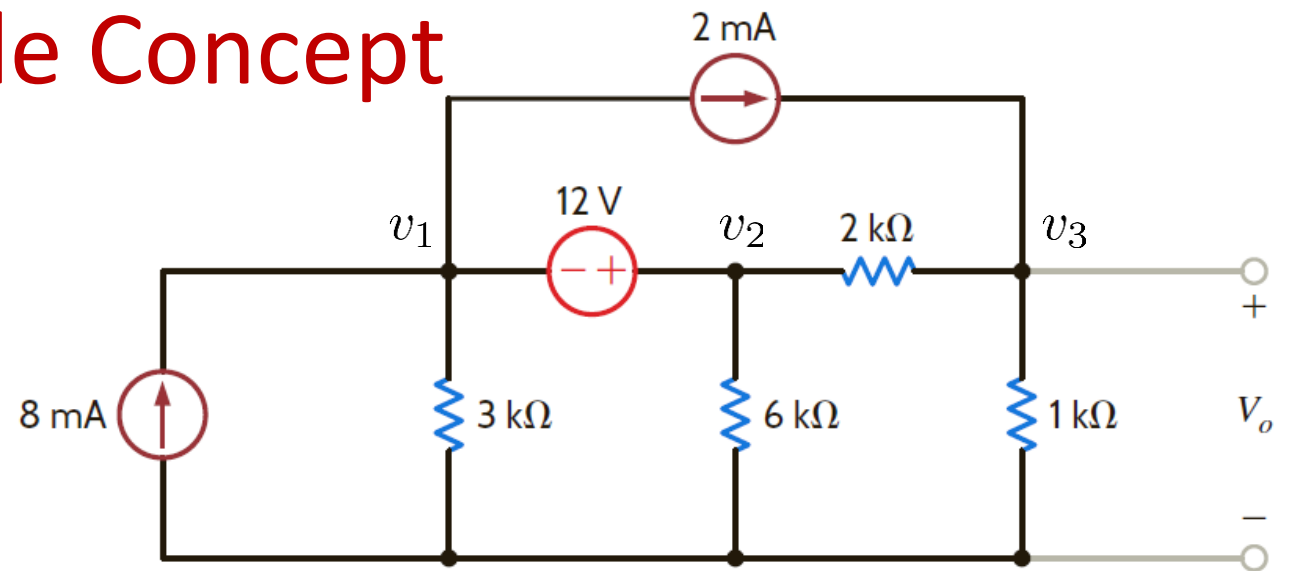 le Concept
2 mA
12 V
v₁
v₂
2 kΩ
v₃
− +
+
8 mA
3 kΩ
6 kΩ
1 kΩ
Vₒ
−